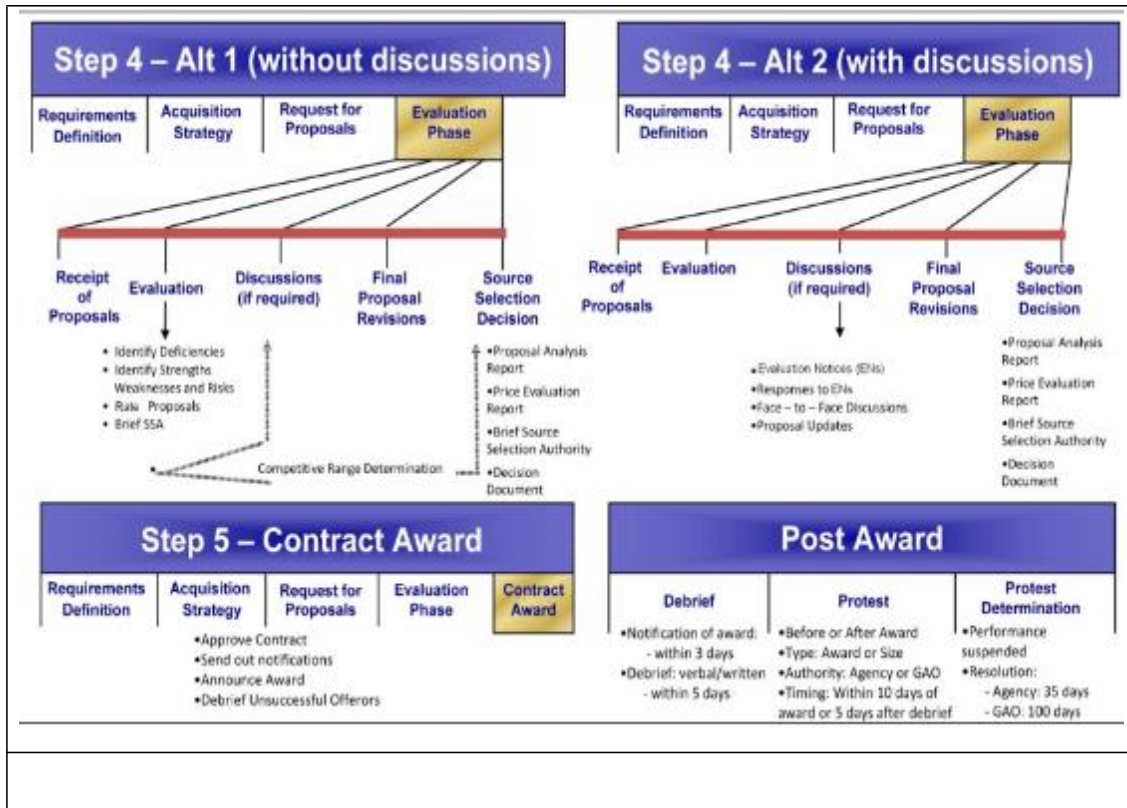 Step 4 – Alt 1 (without discussions)
Requirements
Definition
Acquisition
Strategy
Request for
Proposals
Evaluation
Phase
Receipt
of
Proposals
Evaluation
Discussions
(if required)
Final
Proposal
Revisions
Source
Selection
Decision
• Identify Deficiencies
• Identify Strengths
Weaknesses and Risks
• Rate Proposals
• Brief SSA
• Competitive Range Determination
•Proposal Analysis
Report
•Price Evaluation
Report
•Brief Source
Selection Authority
•Decision
Document
Step 4 – Alt 2 (with discussions)
Requirements
Definition
Acquisition
Strategy
Request for
Proposals
Evaluation
Phase
Receipt
of
Proposals
Evaluation
Discussions
(if required)
Final
Proposal
Revisions
Source
Selection
Decision
•Evaluation Notices (ENs)
•Responses to ENs
•Face – to – Face Discussions
•Proposal Updates
•Proposal Analysis
Report
•Price Evaluation
Report
•Brief Source
Selection Authority
•Decision
Document
Step 5 – Contract Award
Requirements
Definition
Acquisition
Strategy
Request for
Proposals
Evaluation
Phase
Contract
Award
•Approve Contract
•Send out notifications
•Announce Award
•Debrief Unsuccessful Offerors
Post Award
Debrief
•Notification of award:
- within 3 days
•Debrief: verbal/written
- within 5 days
Protest
•Before or After Award
•Type: Award or Size
•Authority: Agency or GAO
•Timing: Within 10 days of
award or 5 days after debrief
Protest
Determination
•Performance
suspended
•Resolution:
- Agency: 35 days
- GAO: 100 days